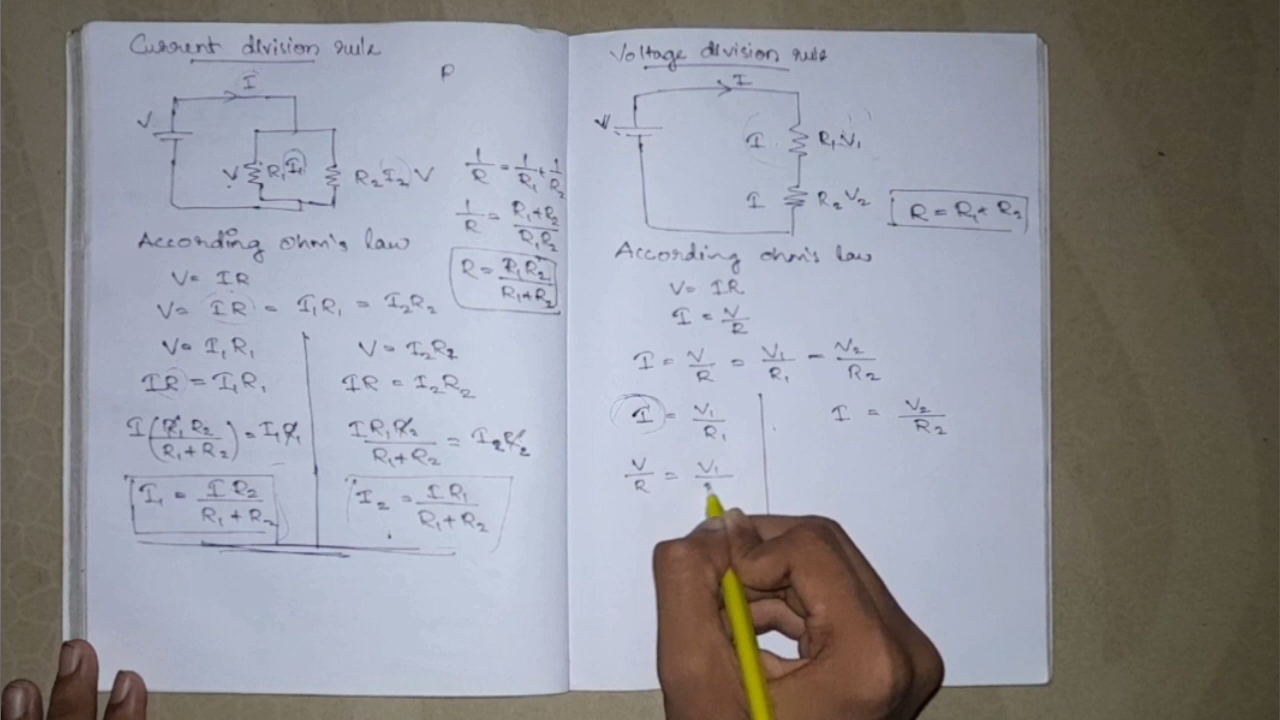 Current division rule
P
I
V
V R₁ I₁ R₂ I₂ V
1/R = 1/R₁ + 1/R₂
1/R = R₁+R₂/R₁R₂
R = R₁R₂/R₁+R₂
According ohm's law
V = IR
V = IR = I₁R₁ = I₂R₂
V = I₁R₁
IR = I₁R₁
I(R₁R₂/R₁+R₂) = I₁R₁
I₁ = IR₂/R₁+R₂
V = I₂R₂
IR = I₂R₂
IR₁R₂/R₁+R₂ = I₂R₂
I₂ = IR₁/R₁+R₂
Voltage division rule
I
V
I R₁ V₁
I R₂ V₂
R = R₁+R₂
According ohm's law
V = IR
I = V/R
I = V/R = V₁/R₁ = V₂/R₂
I = V₁/R₁
V/R = V₁/
I = V₂/R₂